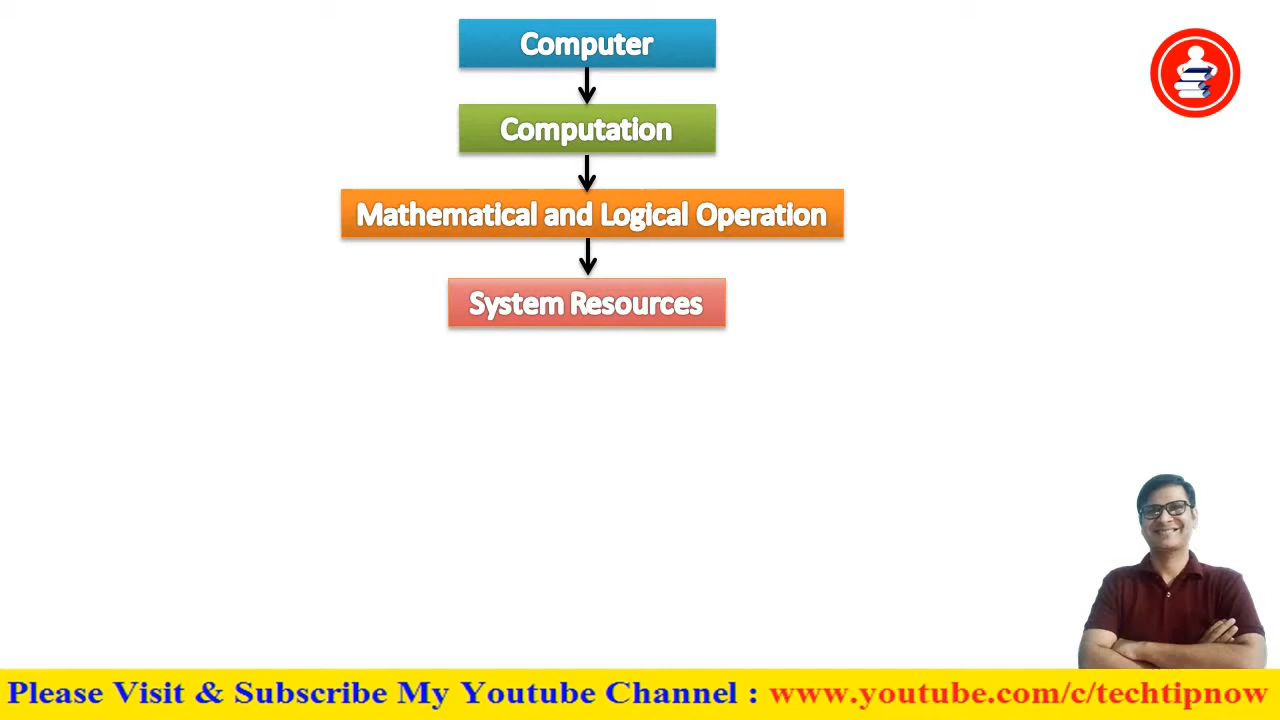 Computer
Computation
Mathematical and Logical Operation
System Resources
Please Visit & Subscribe My Youtube Channel : www.youtube.com/c/techtipnow